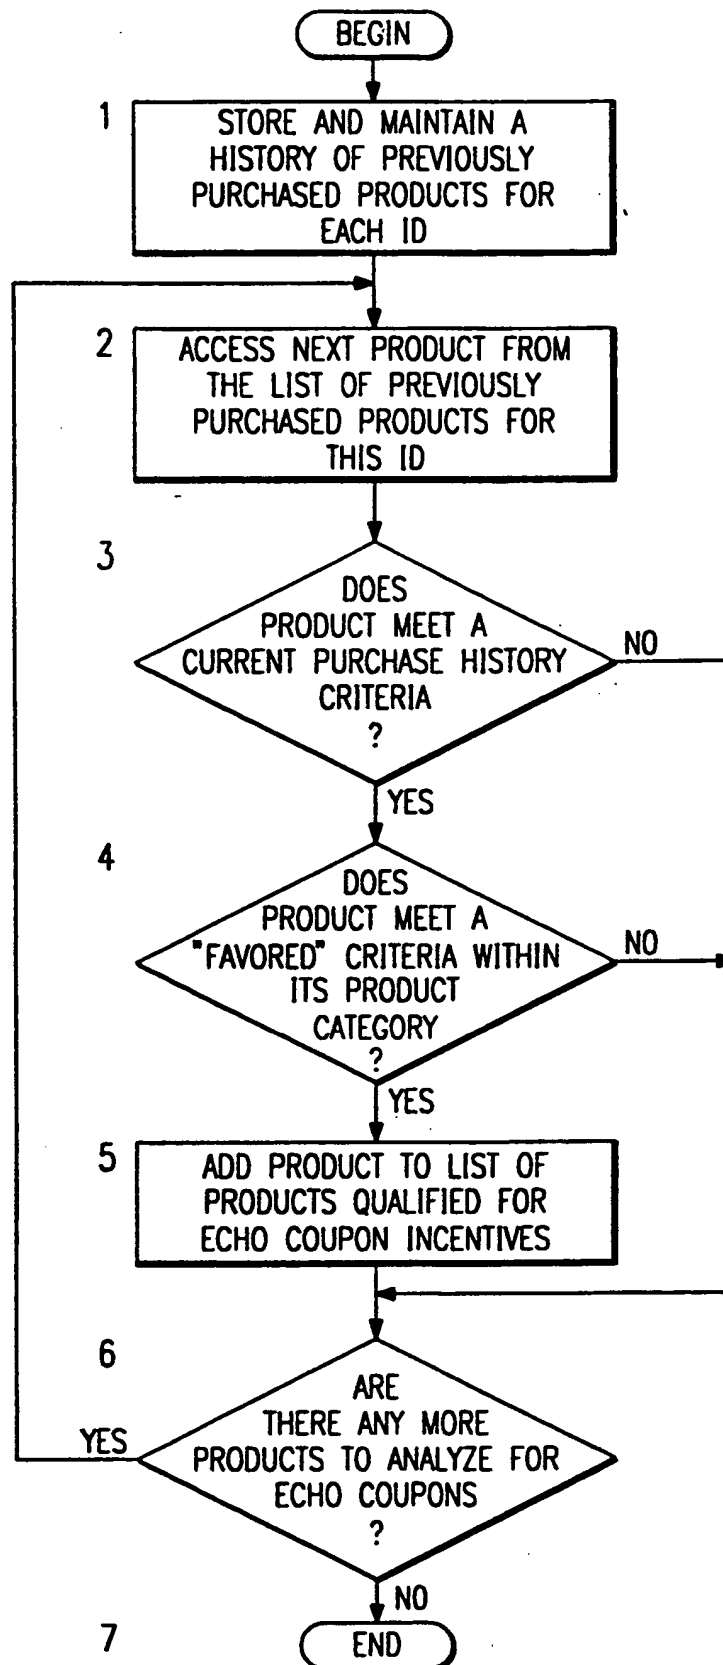 BEGIN
1
STORE AND MAINTAIN A
HISTORY OF PREVIOUSLY
PURCHASED PRODUCTS FOR
EACH ID
2
ACCESS NEXT PRODUCT FROM
THE LIST OF PREVIOUSLY
PURCHASED PRODUCTS FOR
THIS ID
3
DOES
PRODUCT MEET A
CURRENT PURCHASE HISTORY
CRITERIA
?
NO
YES
4
DOES
PRODUCT MEET A
"FAVORED" CRITERIA WITHIN
ITS PRODUCT
CATEGORY
?
NO
YES
5
ADD PRODUCT TO LIST OF
PRODUCTS QUALIFIED FOR
ECHO COUPON INCENTIVES
6
ARE
THERE ANY MORE
PRODUCTS TO ANALYZE FOR
ECHO COUPONS
?
YES
NO
7
END